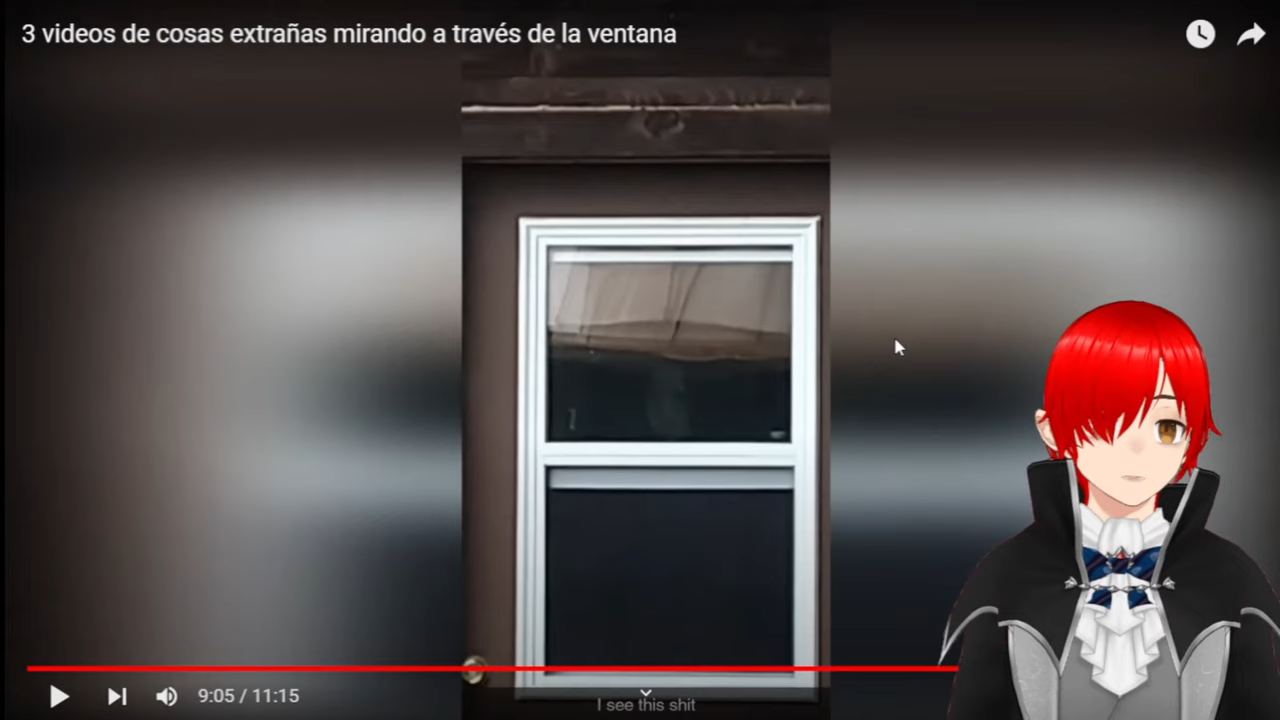 3 videos de cosas extrañas mirando a través de la ventana
9:05 / 11:15
I see this shit